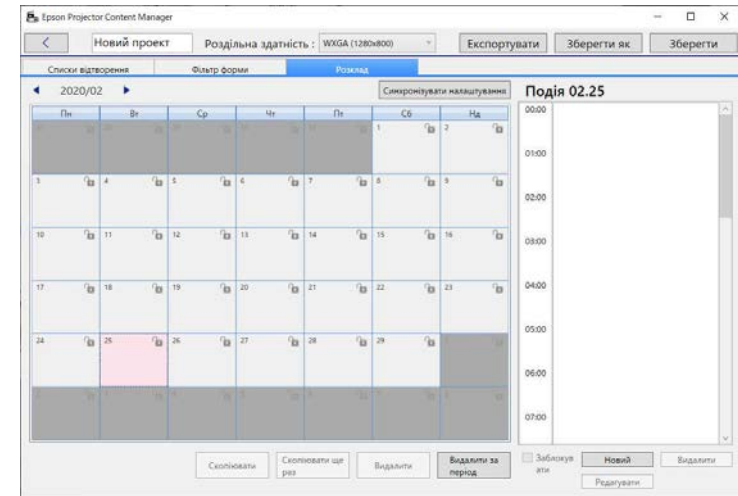 Epson Projector Content Manager
Новий проект Роздільна здатність : WXGA (1280x800) Експортувати Зберегти як Зберегти
Списки відтворення Фільтр форми Розклад
2020/02 Синхронізувати налаштування Подія 02.25
Пн Вт Ср Чт Пт Сб Нд
1 2
3 4 5 6 7 8 9
10 11 12 13 14 15 16
17 18 19 20 21 22 23
24 25 26 27 28 29
00:00
01:00
02:00
03:00
04:00
05:00
06:00
07:00
Скопіювати Скопіювати ще раз Видалити Видалити за період
Заблокувати Новий Видалити
Редагувати